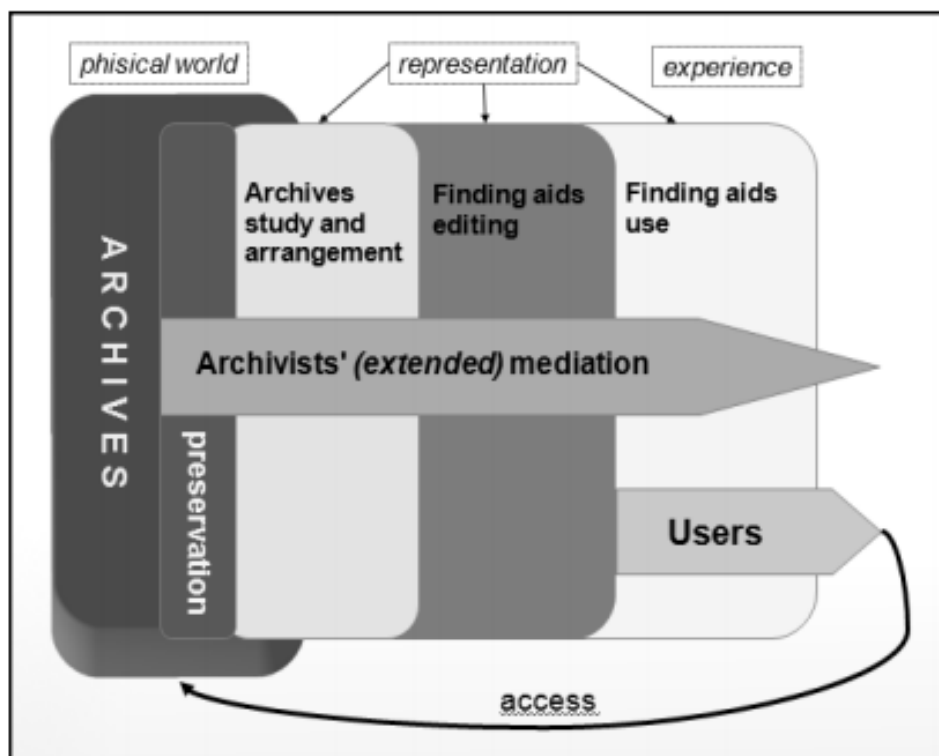 phisical world
representation
experience
ARCHIVES
preservation
Archives
study and
arrangement
Finding aids
editing
Finding aids
use
Archivists' (extended) mediation
Users
access